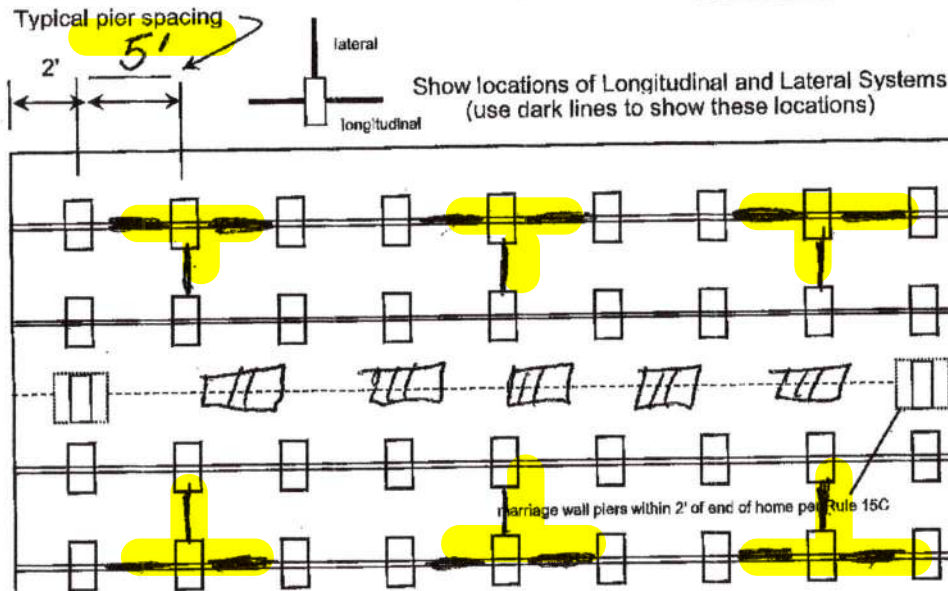 Typical pier spacing
2'
5'
lateral
longitudinal
Show locations of Longitudinal and Lateral Systems
(use dark lines to show these locations)
marriage wall piers within 2' of end of home per Rule 15C